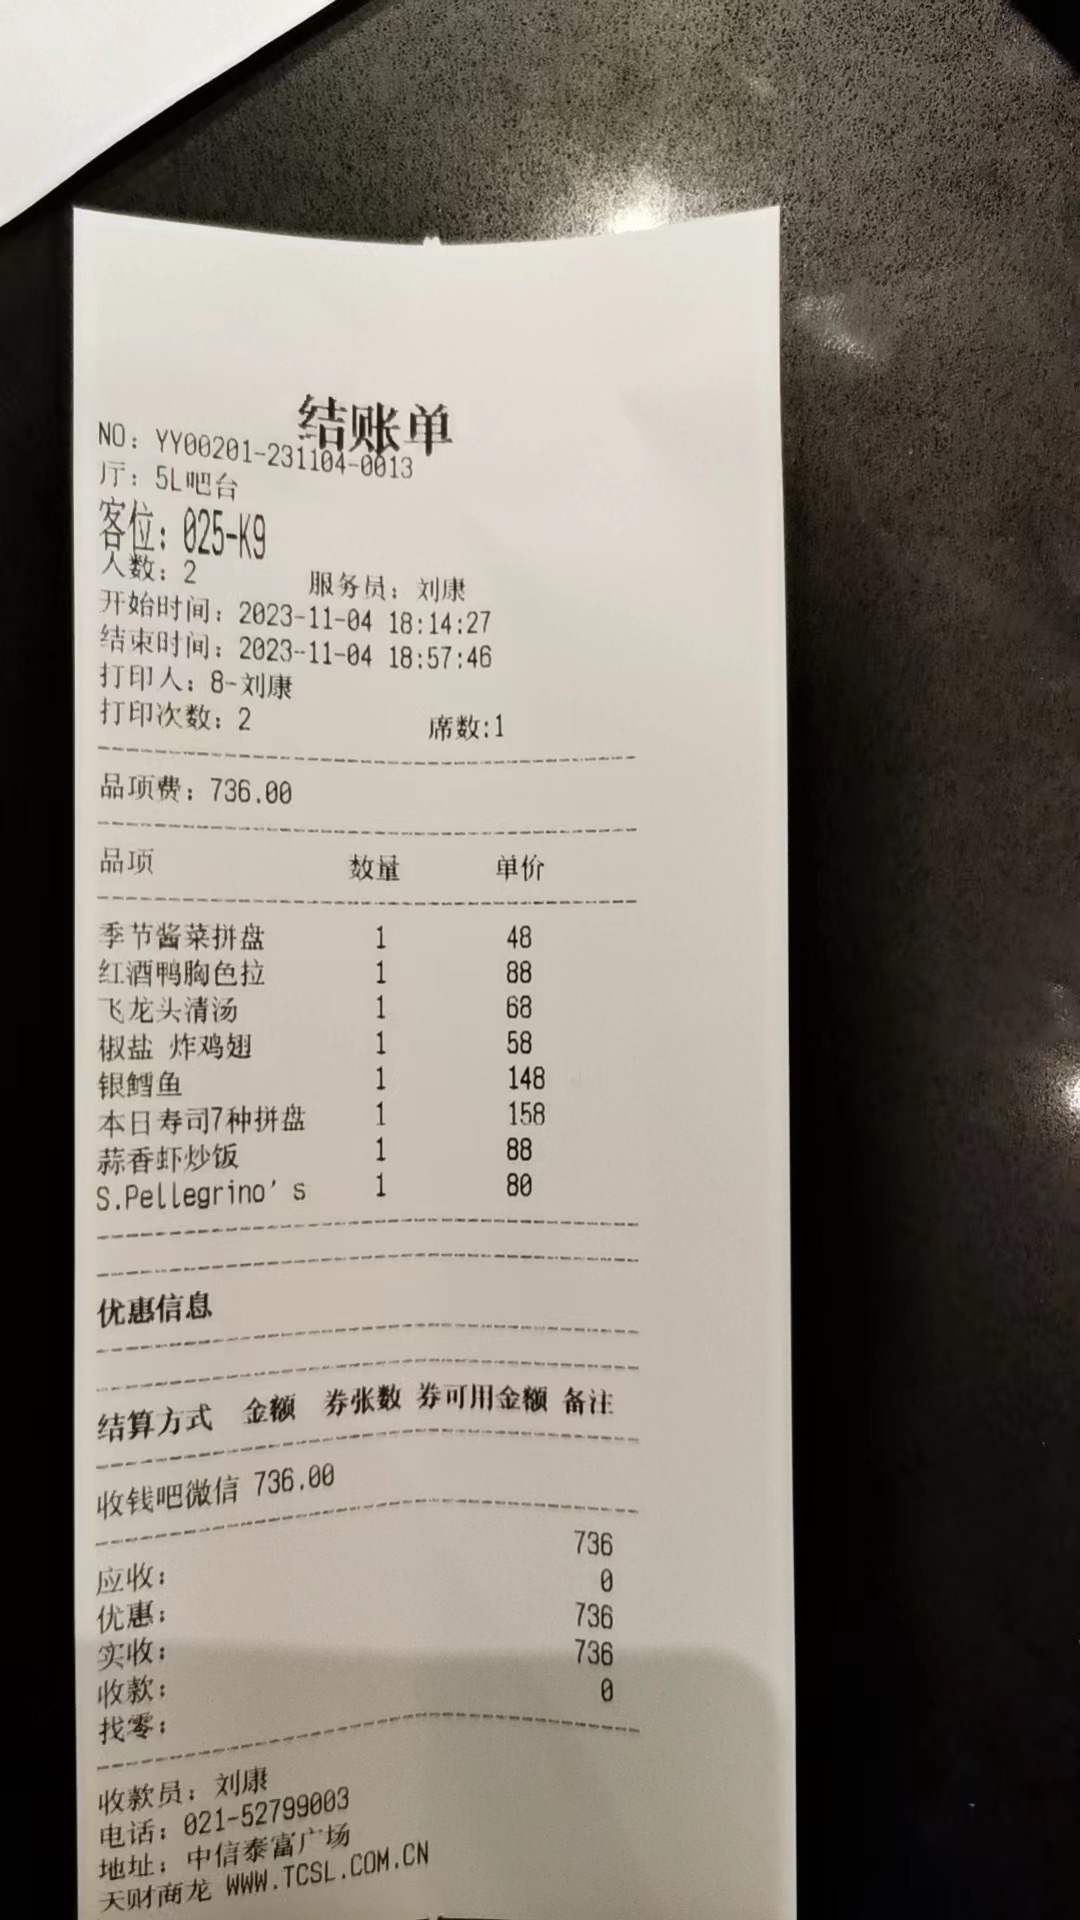 结账单
NO: YY00201-231104-0013
厅: 5L吧台
客位: 025-K9
人数: 2 服务员: 刘康
开始时间: 2023-11-04 18:14:27
结束时间: 2023-11-04 18:57:46
打印人: 8-刘康
打印次数: 2 席数:1
品项费: 736.00
品项 数量 单价
季节酱菜拼盘 1 48
红酒鸭胸色拉 1 88
飞龙头清汤 1 68
椒盐 炸鸡翅 1 58
银鳕鱼 1 148
本日寿司7种拼盘 1 158
蒜香虾炒饭 1 88
S.Pellegrino's 1 80
优惠信息
结算方式 金额 券张数 券可用金额 备注
收钱吧微信 736.00
应收: 736
优惠: 0
实收: 736
收款: 736
找零: 0
收款员: 刘康
电话: 021-52799003
地址: 中信泰富广场
天财商龙 WWW.TCSL.COM.CN